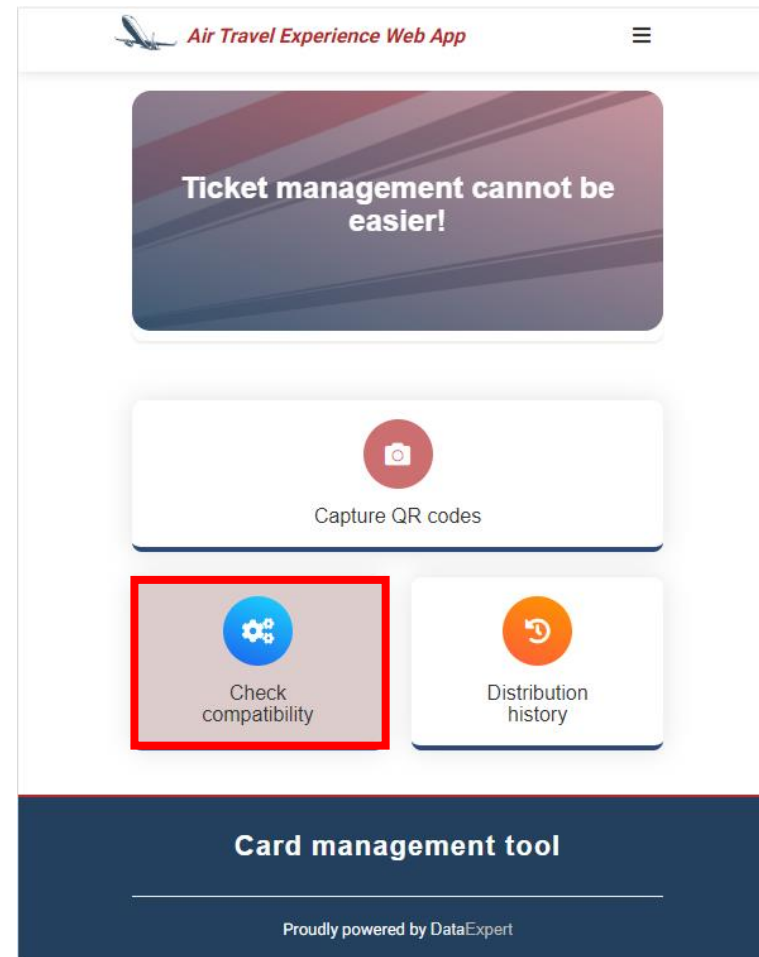 Air Travel Experience Web App
Ticket management cannot be
easier!
Capture QR codes
Check
compatibility
Distribution
history
Card management tool
Proudly powered by DataExpert